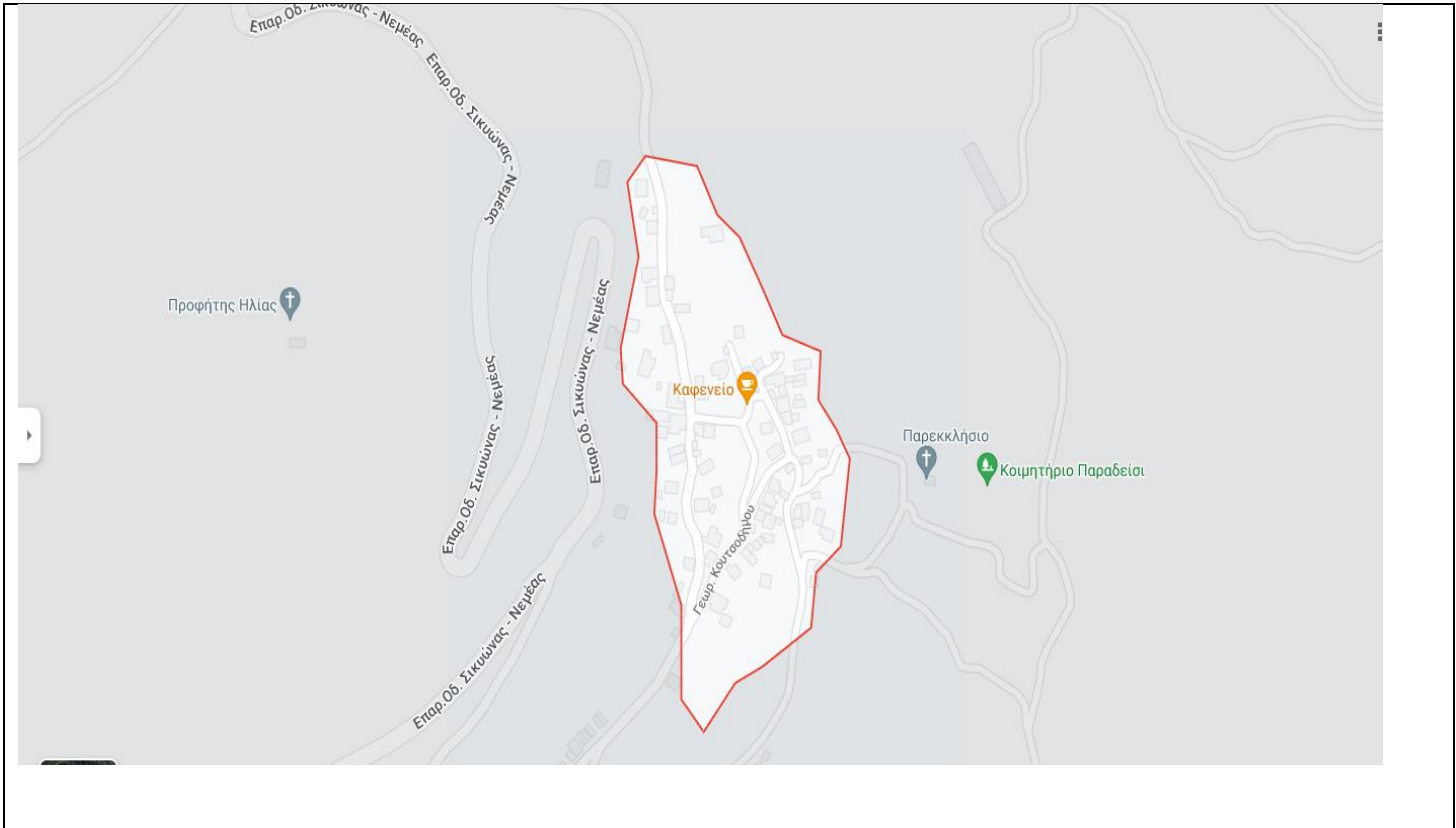 Επαρ.Οδ. Σικυώνας - Νεμέας
Επαρ.Οδ. Σικυώνας - Νεμέας
Επαρ.Οδ. Σικυώνας - Νεμέας
Προφήτης Ηλίας
Επαρ.Οδ. Σικυώνας - Νεμέας
Καφενείο
Παρεκκλήσιο
Κοιμητήριο Παραδείσι
Γεωρ. Κουτσοδήμου
Επαρ.Οδ. Σικυώνας - Νεμέας